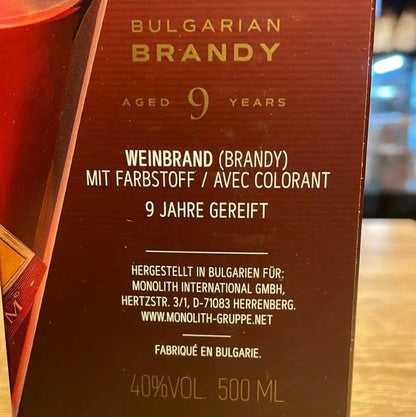 BULGARIAN
BRANDY
AGED 9 YEARS
WEINBRAND (BRANDY)
MIT FARBSTOFF / AVEC COLORANT
9 JAHRE GEREIFT
HERGESTELLT IN BULGARIEN FÜR:
MONOLITH INTERNATIONAL GMBH,
HERTZSTR. 3/1, D-71083 HERRENBERG.
WWW.MONOLITH-GRUPPE.NET
FABRIQUÉ EN BULGARIE.
40%VOL. 500 ML